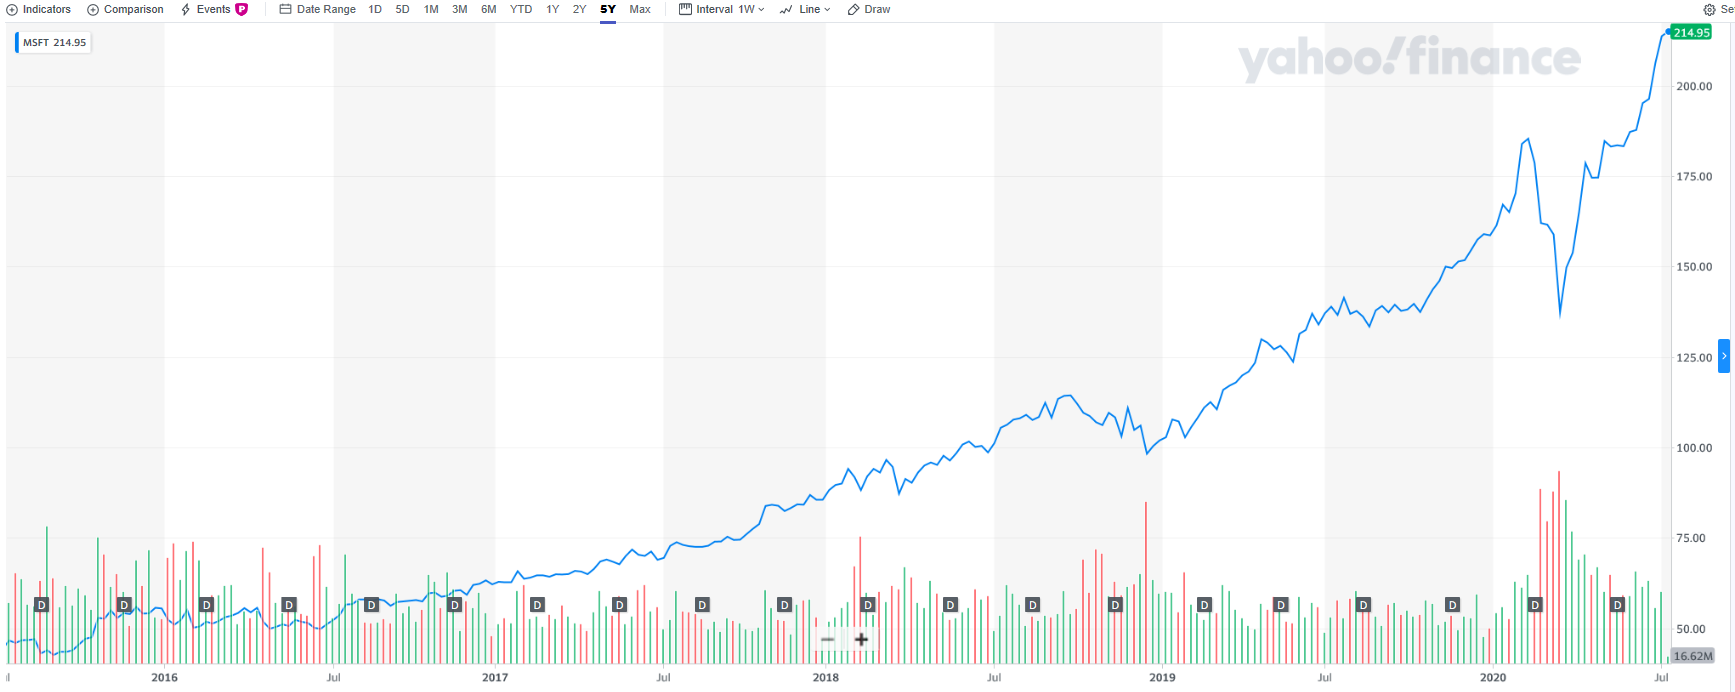 Indicators Comparison Events P Date Range 1D 5D 1M 3M 6M YTD 1Y 2Y 5Y Max Interval 1W Line Draw Se
MSFT 214.95
yahoo!finance
214.95
200.00
175.00
150.00
125.00
100.00
75.00
D D D D D D D D D D D D D D D D D D D D
50.00
16.62M
2016 Jul 2017 Jul 2018 Jul 2019 Jul 2020 Jul